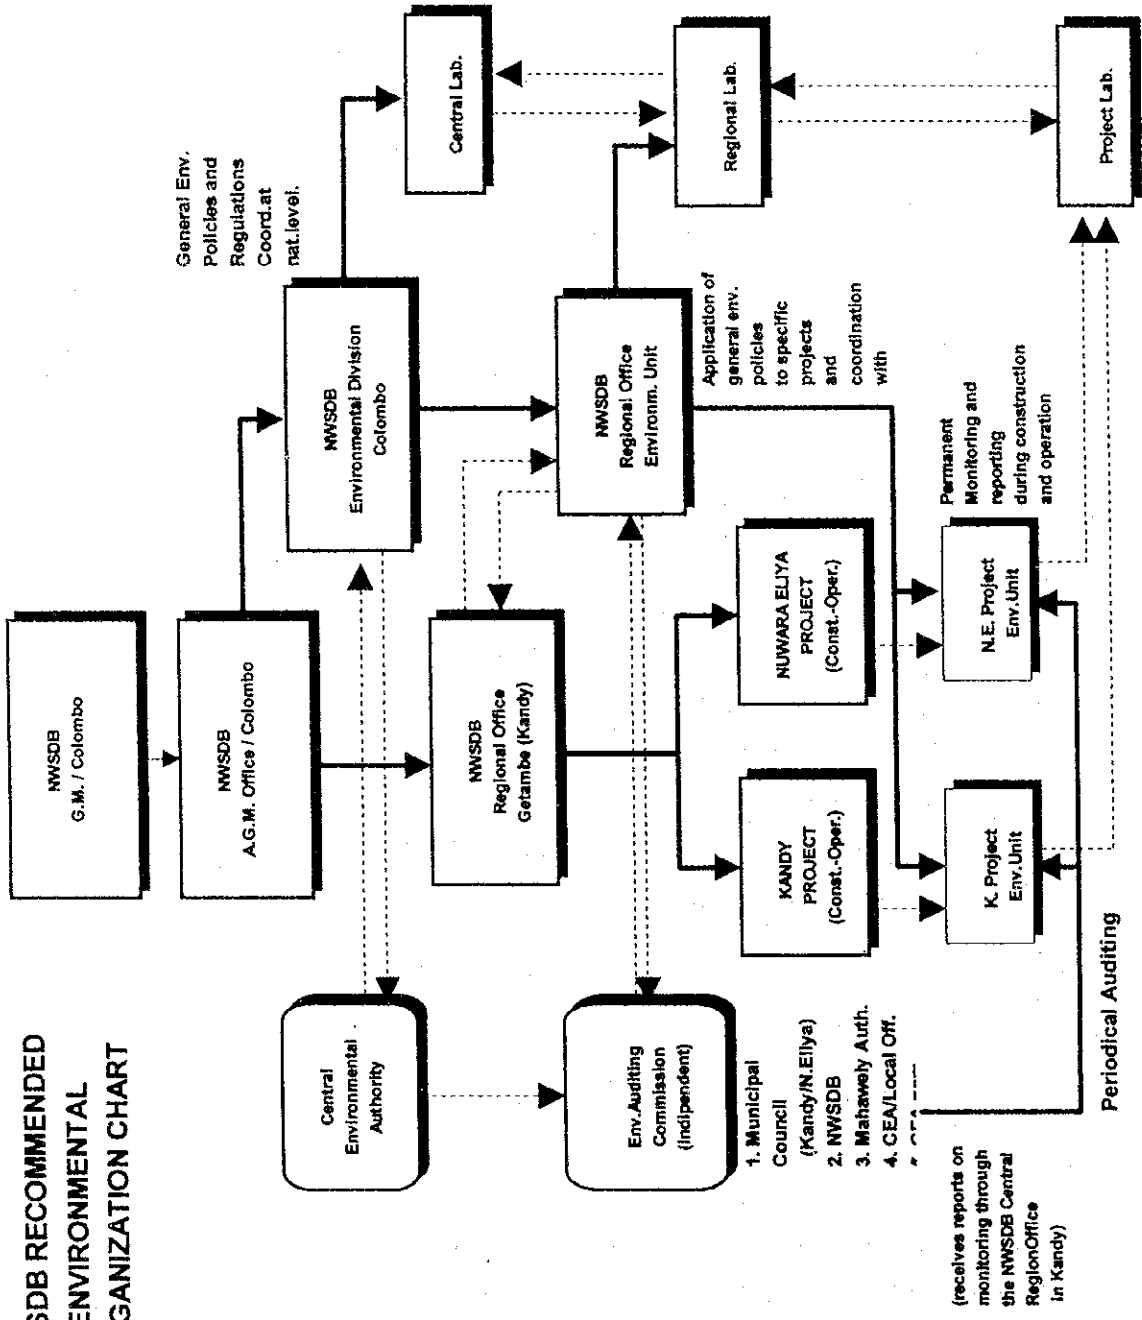 SDB RECOMMENDED
ENVIRONMENTAL
GANIZATION CHART
NWSDB
G.M. / Colombo
NWSDB
A.G.M. Office / Colombo
General Env.
Policies and
Regulations
Coord.at
nat.level.
Central
Environmental
Authority
NWSDB
Environmental Division
Colombo
Central Lab.
NWSDB
Regional Office
Getambe (Kandy)
Env.Auditing
Commission
(Indipendent)
NWSDB
Regional Office
Environm. Unit
Regional Lab.
1. Municipal
Council
(Kandy/N.Eliya)
2. NWSDB
3. Mahawely Auth.
4. CEA/Local Off.
Application of
general env.
policies
to specific
projects
and
coordination
with
KANDY
PROJECT
(Const.-Oper.)
NUWARA ELIYA
PROJECT
(Const.-Oper.)
Permanent
Monitoring and
reporting
during construction
and operation
(receives reports on
monitoring through
the NWSDB Central
RegionOffice
in Kandy)
K. Project
Env.Unit
N.E. Project
Env.Unit
Project Lab.
Periodical Auditing